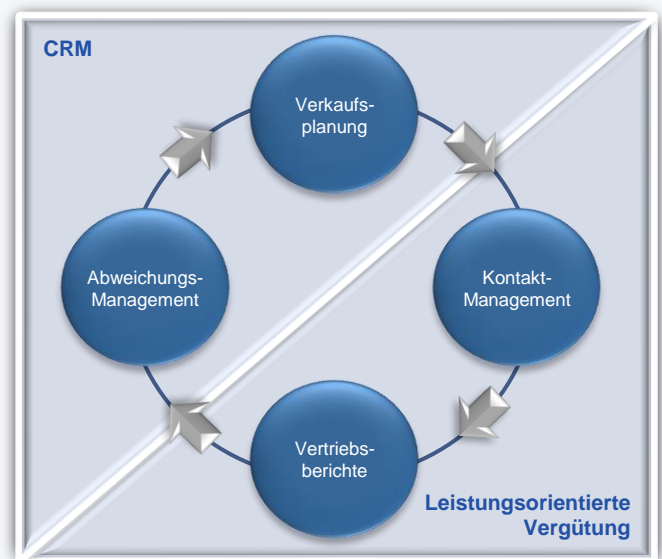 CRM
Verkaufs-
planung
Abweichungs-
Management
Kontakt-
Management
Vertriebs-
berichte
Leistungsorientierte
Vergütung